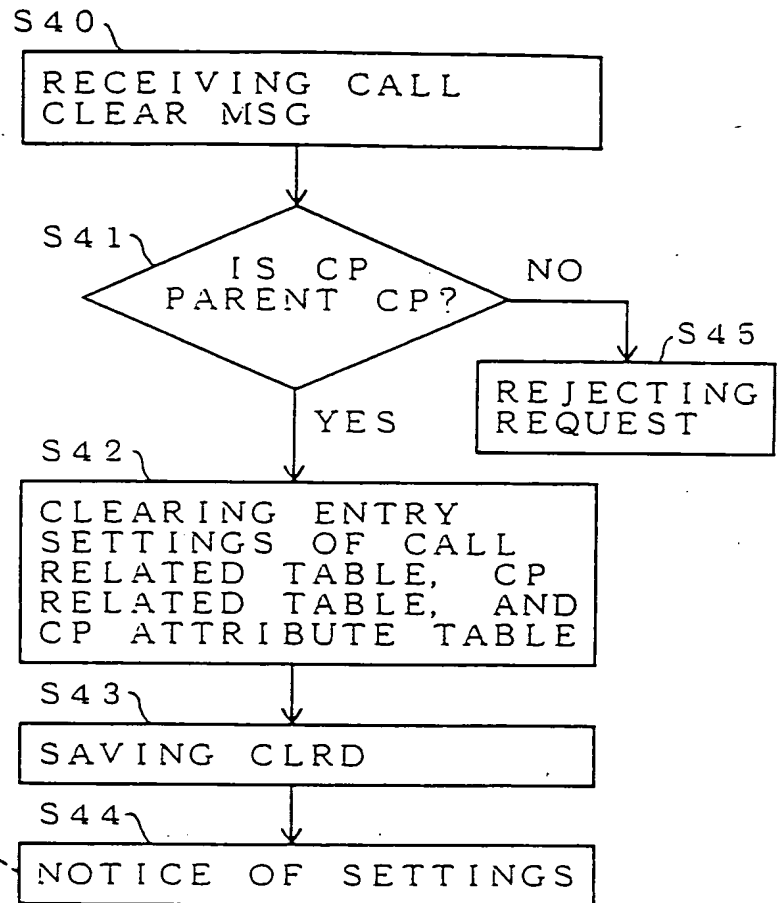 S40
RECEIVING CALL
CLEAR MSG
S41
IS CP
PARENT CP?
NO
S45
REJECTING
REQUEST
YES
S42
CLEARING ENTRY
SETTINGS OF CALL
RELATED TABLE, CP
RELATED TABLE, AND
CP ATTRIBUTE TABLE
S43
SAVING CLRD
S44
NOTICE OF SETTINGS